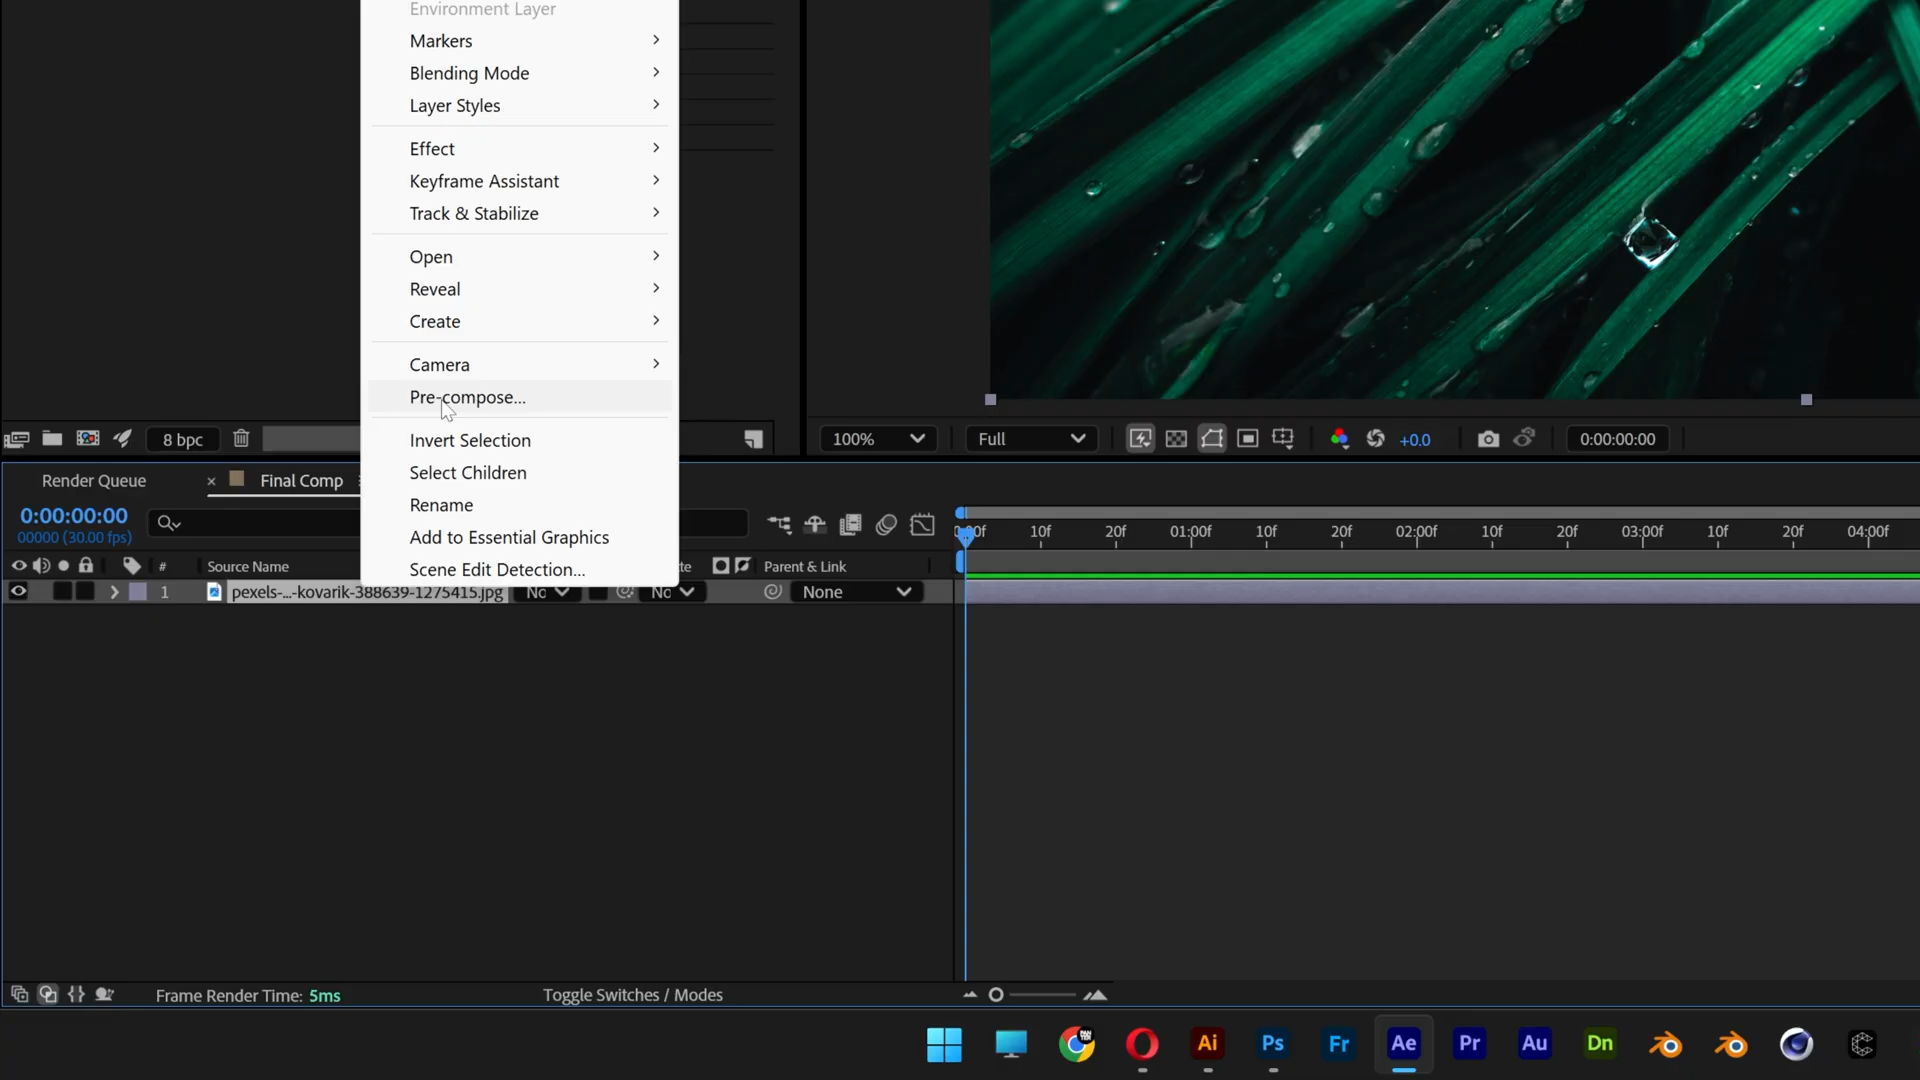 Environment Layer
Markers
Blending Mode
Layer Styles
Effect
Keyframe Assistant
Track & Stabilize
Open
Reveal
Create
Camera
Pre-compose...
Invert Selection
Select Children
Rename
Add to Essential Graphics
Scene Edit Detection...
8 bpc
100%
Full
+0.0
0:00:00:00
Render Queue
× Final Comp
0:00:00:00
00000 (30.00 fps)
00f 10f 20f 01:00f 10f 20f 02:00f 10f 20f 03:00f 10f 20f 04:00f
# Source Name
te
Parent & Link
1 pexels-...-kovarik-388639-1275415.jpg
No
No
None
Frame Render Time: 5ms
Toggle Switches / Modes
Ai Ps Fr Ae Pr Au Dn